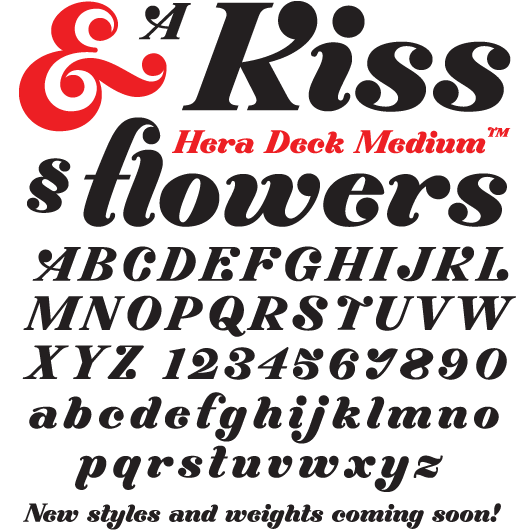 & A Kiss
Hera Deck Medium™
§ flowers
ABCDEFGHIJKL
MNOPQRSTUVW
XYZ 1234567890
abcdefghijklmno
pqrstuvwxyz
New styles and weights coming soon!